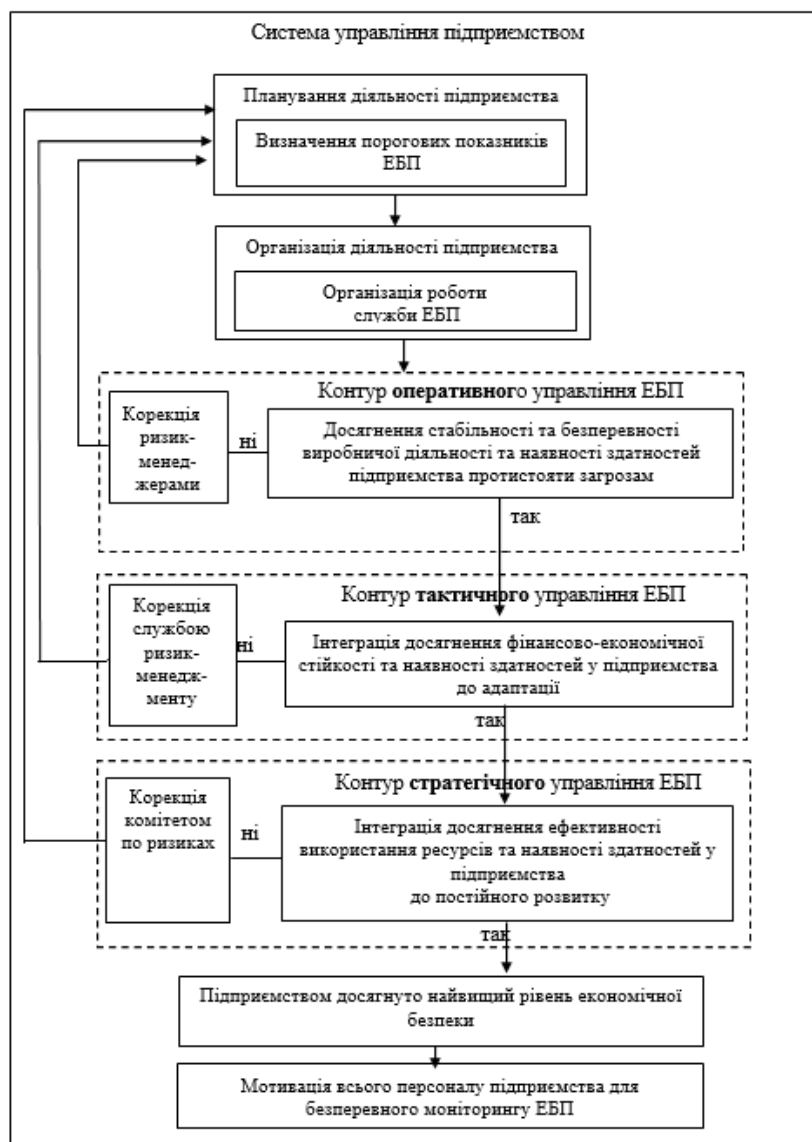 Система управління підприємством
Планування діяльності підприємства
Визначення порогових показників
ЕБП
Організація діяльності підприємства
Організація роботи
служби ЕБП
Контур оперативного управління ЕБП
Корекція
ризик-
менед-
жерами
ні
Досягнення стабільності та безперевності
виробничої діяльності та наявності здатностей
підприємства протистояти загрозам
так
Контур тактичного управління ЕБП
Корекція
службою
ризик-
менедж-
менту
ні
Інтеграція досягнення фінансово-економічної
стійкості та наявності здатностей у підприємства
до адаптації
так
Контур стратегічного управління ЕБП
Корекція
комітетом
по ризиках
ні
Інтеграція досягнення ефективності
використання ресурсів та наявності здатностей у
підприємства
до постійного розвитку
так
Підприємством досягнуто найвищий рівень економічної
безпеки
Мотивація всього персоналу підприємства для
безперевного моніторингу ЕБП